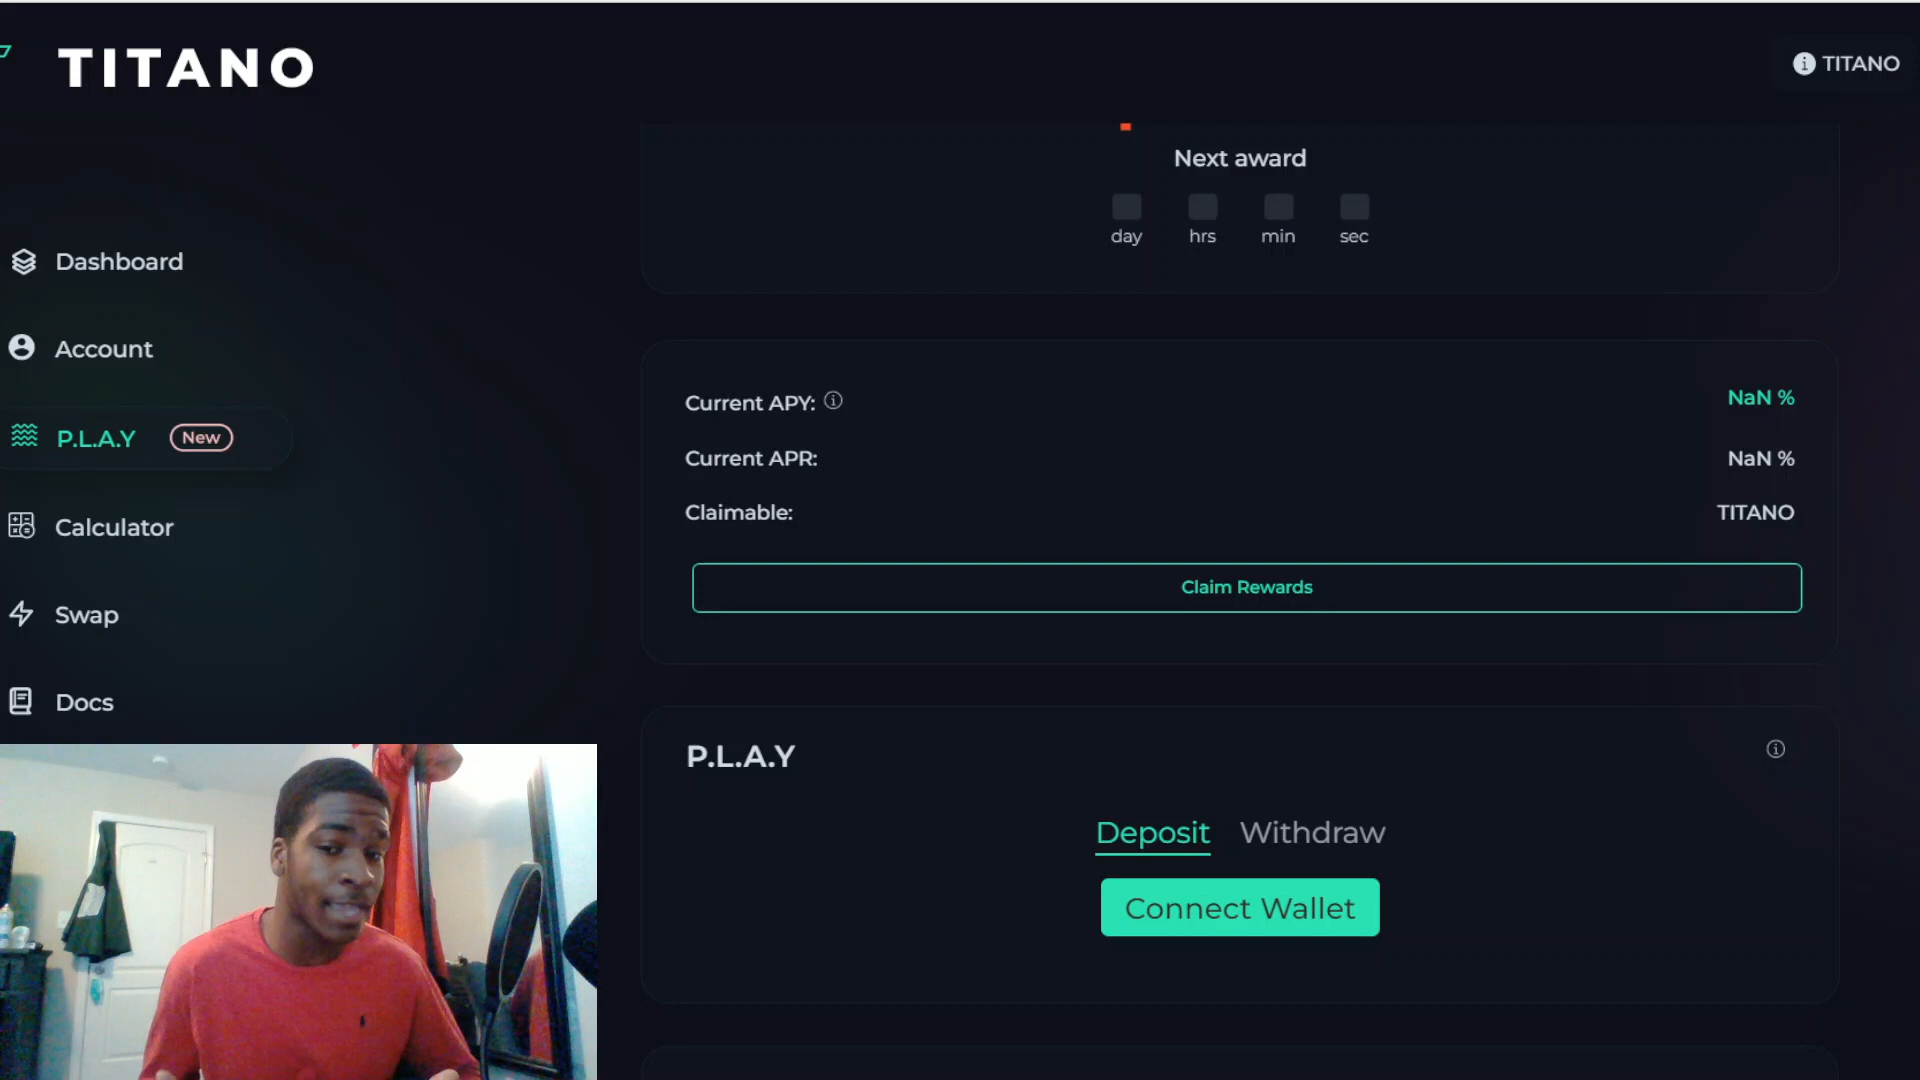 TITANO
TITANO
Dashboard
Account
P.L.A.Y New
Calculator
Swap
Docs
Next award
day hrs min sec
Current APY: NaN %
Current APR: NaN %
Claimable: TITANO
Claim Rewards
P.L.A.Y
Deposit Withdraw
Connect Wallet